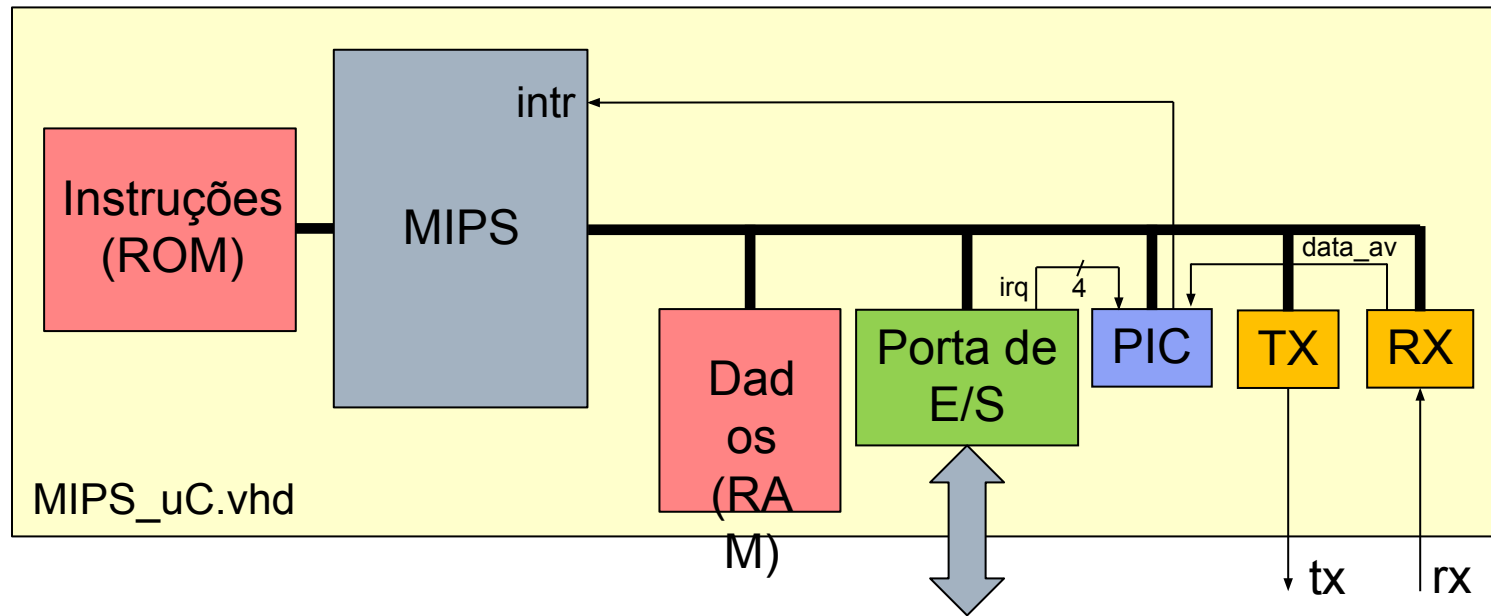 intr
Instruções
(ROM)
MIPS
data_av
irq
4
Porta de
E/S
PIC
TX
RX
Dad
os
(RA
M)
MIPS_uC.vhd
tx
rx